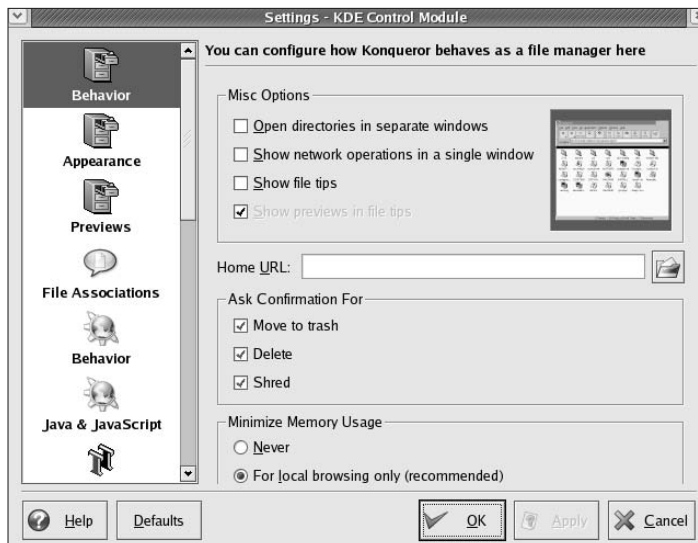 Settings - KDE Control Module
Behavior
Appearance
Previews
File Associations
Behavior
Java & JavaScript
You can configure how Konqueror behaves as a file manager here
Misc Options
Open directories in separate windows
Show network operations in a single window
Show file tips
Show previews in file tips
Home URL:
Ask Confirmation For
Move to trash
Delete
Shred
Minimize Memory Usage
Never
For local browsing only (recommended)
Help
Defaults
OK
Apply
Cancel